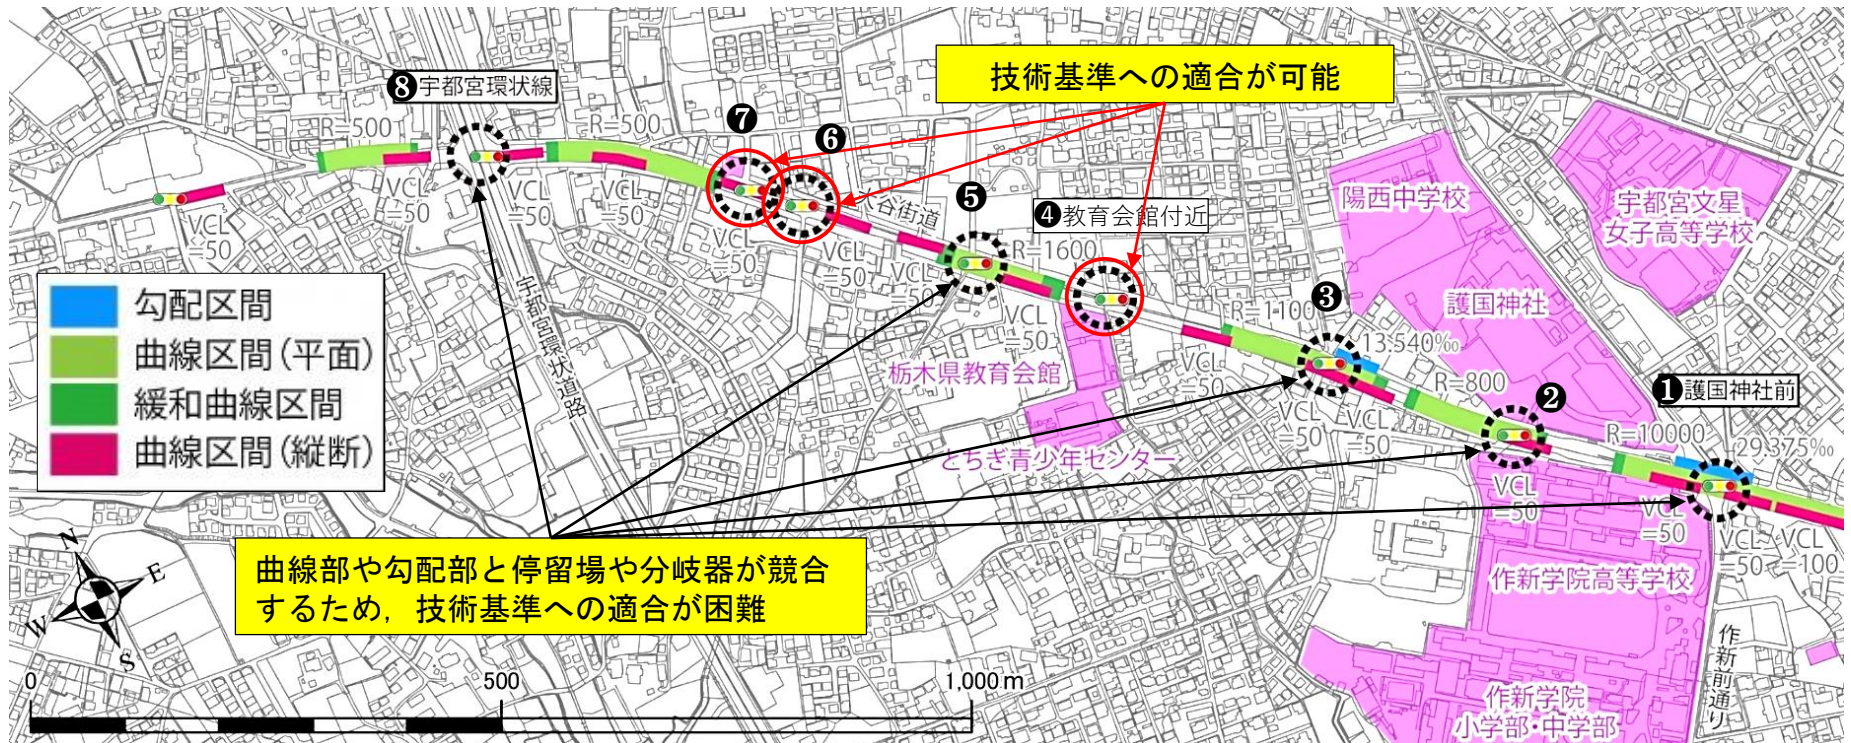 技術基準への適合が可能
❽宇都宮環状線
R=500
R=500
❼
❻
大谷街道
❺
❹教育会館付近
R=1600
陽西中学校
宇都宮文星
女子高等学校
VCL
=50
VCL
=50
VCL
=50
VCL
=50
VCL
=50
VCL
=50
VCL
=50
VCL
=50
宇都宮環状道路
❸
R=1100
13.540‰
護国神社
勾配区間
曲線区間(平面)
緩和曲線区間
曲線区間(縦断)
栃木県教育会館
とちぎ青少年センター
VCL
=50
VCL
=50
VCL
=50
R=800
❷
❶護国神社前
R=10000
29.375‰
VCL
=50
VCL
=50
VCL
=50
VCL
=100
作新学院高等学校
作新学院
小学部・中学部
作新前通り
曲線部や勾配部と停留場や分岐器が競合
するため，技術基準への適合が困難
N
E
W
S
0
500
1,000m